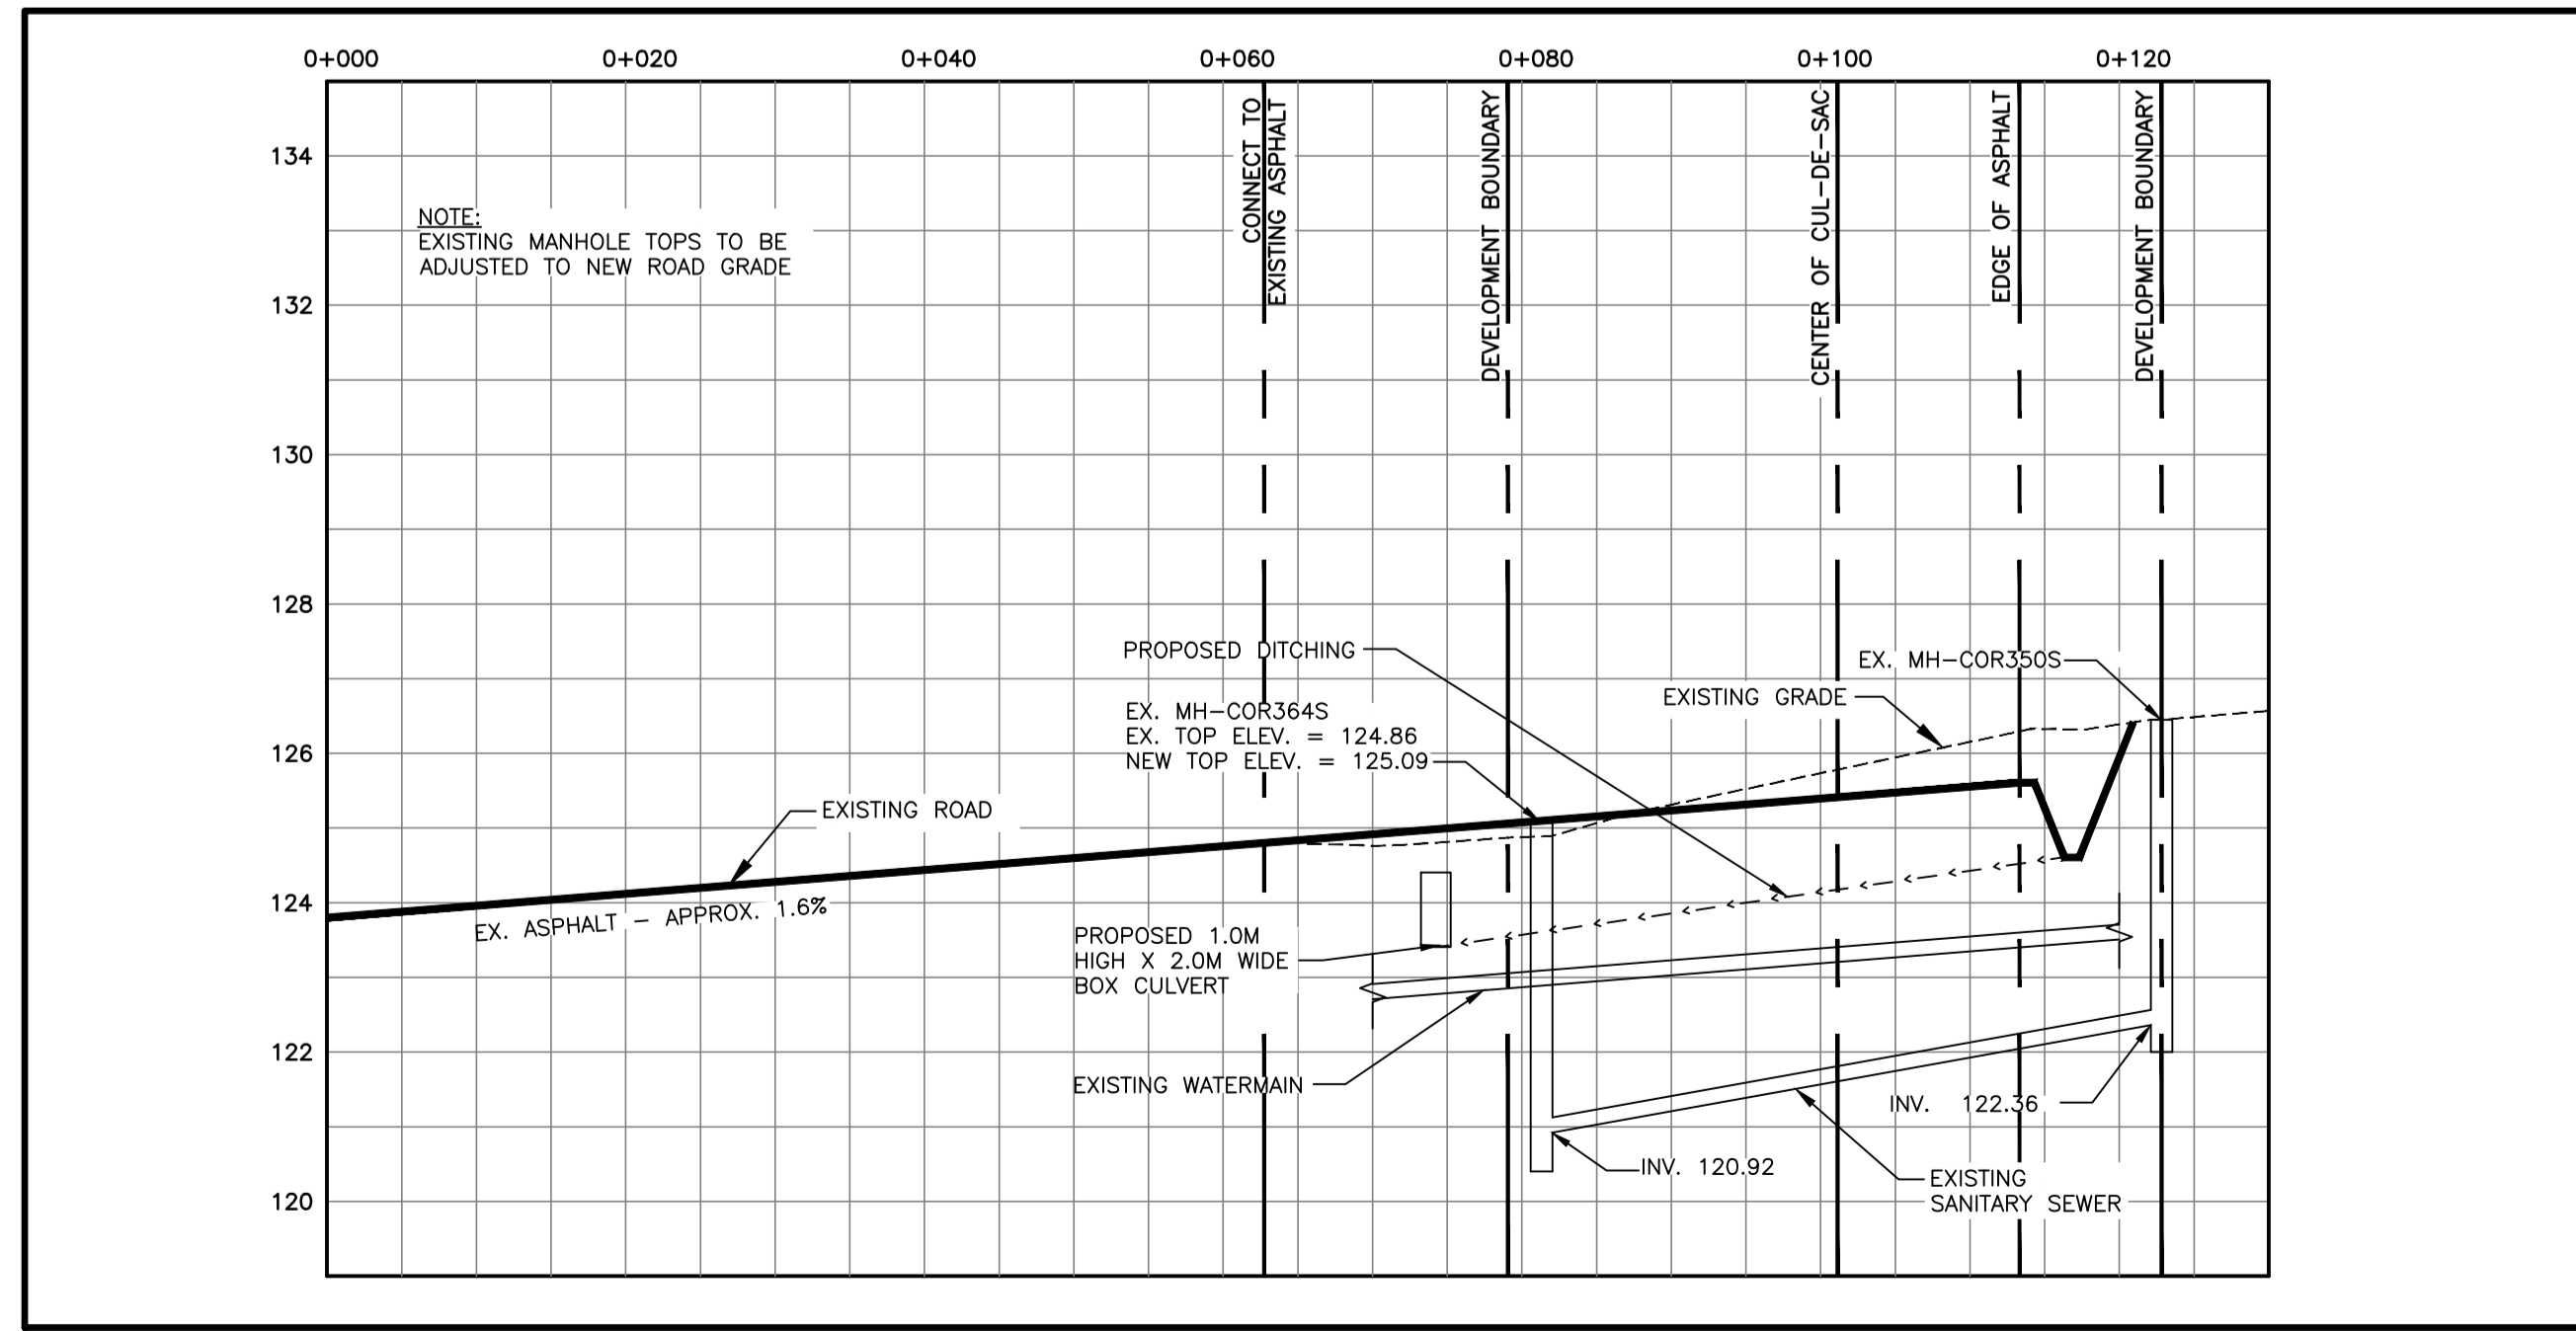 0+000 0+020 0+040 0+060 0+080 0+100 0+120
134
132
130
128
126
124
122
120
CONNECT TO
EXISTING ASPHALT
DEVELOPMENT BOUNDARY
CENTER OF CUL-DE-SAC
EDGE OF ASPHALT
DEVELOPMENT BOUNDARY
NOTE:
EXISTING MANHOLE TOPS TO BE
ADJUSTED TO NEW ROAD GRADE
PROPOSED DITCHING
EX. MH-COR350S
EXISTING GRADE
EX. MH-COR364S
EX. TOP ELEV. = 124.86
NEW TOP ELEV. = 125.09
EXISTING ROAD
EX. ASPHALT - APPROX. 1.6%
PROPOSED 1.0M
HIGH X 2.0M WIDE
BOX CULVERT
EXISTING WATERMAIN
INV. 122.36
INV. 120.92
EXISTING
SANITARY SEWER